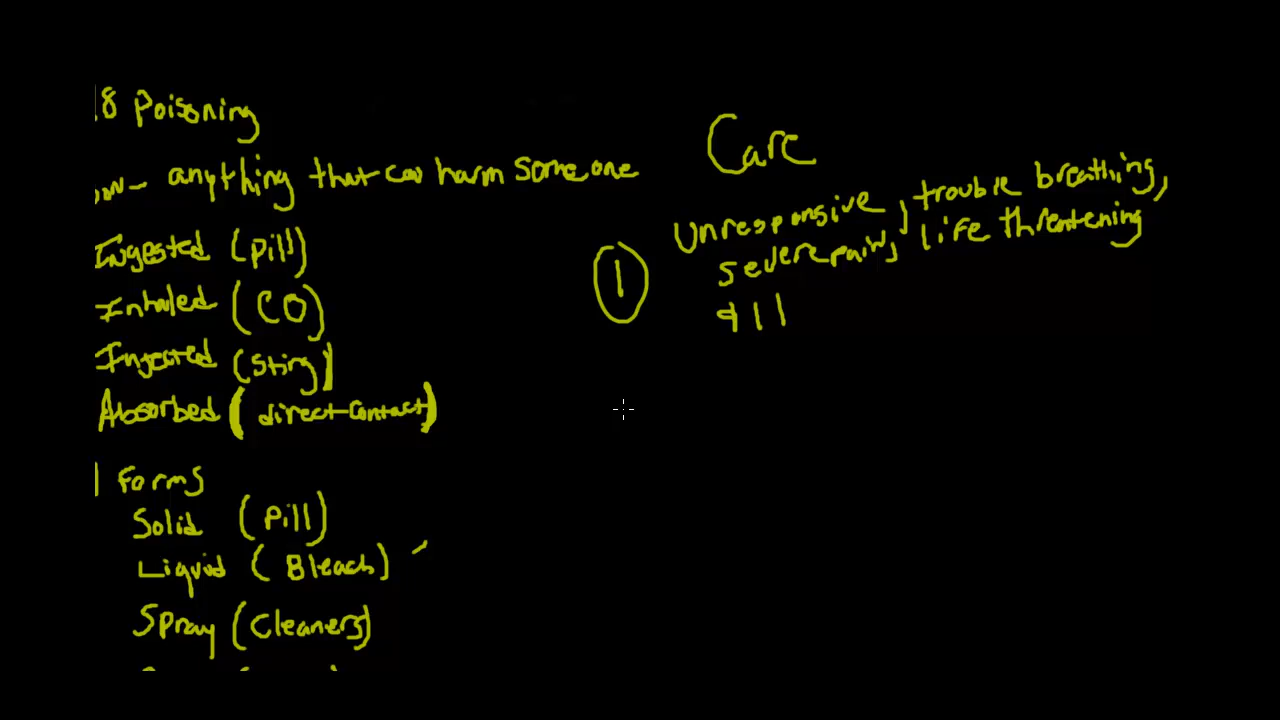 .8 Poisoning
anything that can harm someone
Ingested (pill)
Inhaled (CO)
Injected (Sting)
Absorbed (direct contact)
Forms
Solid (Pill)
Liquid (Bleach)
Spray (Cleaners)
Care
1
Unresponsive, trouble breathing,
severe pain, life threntening
911